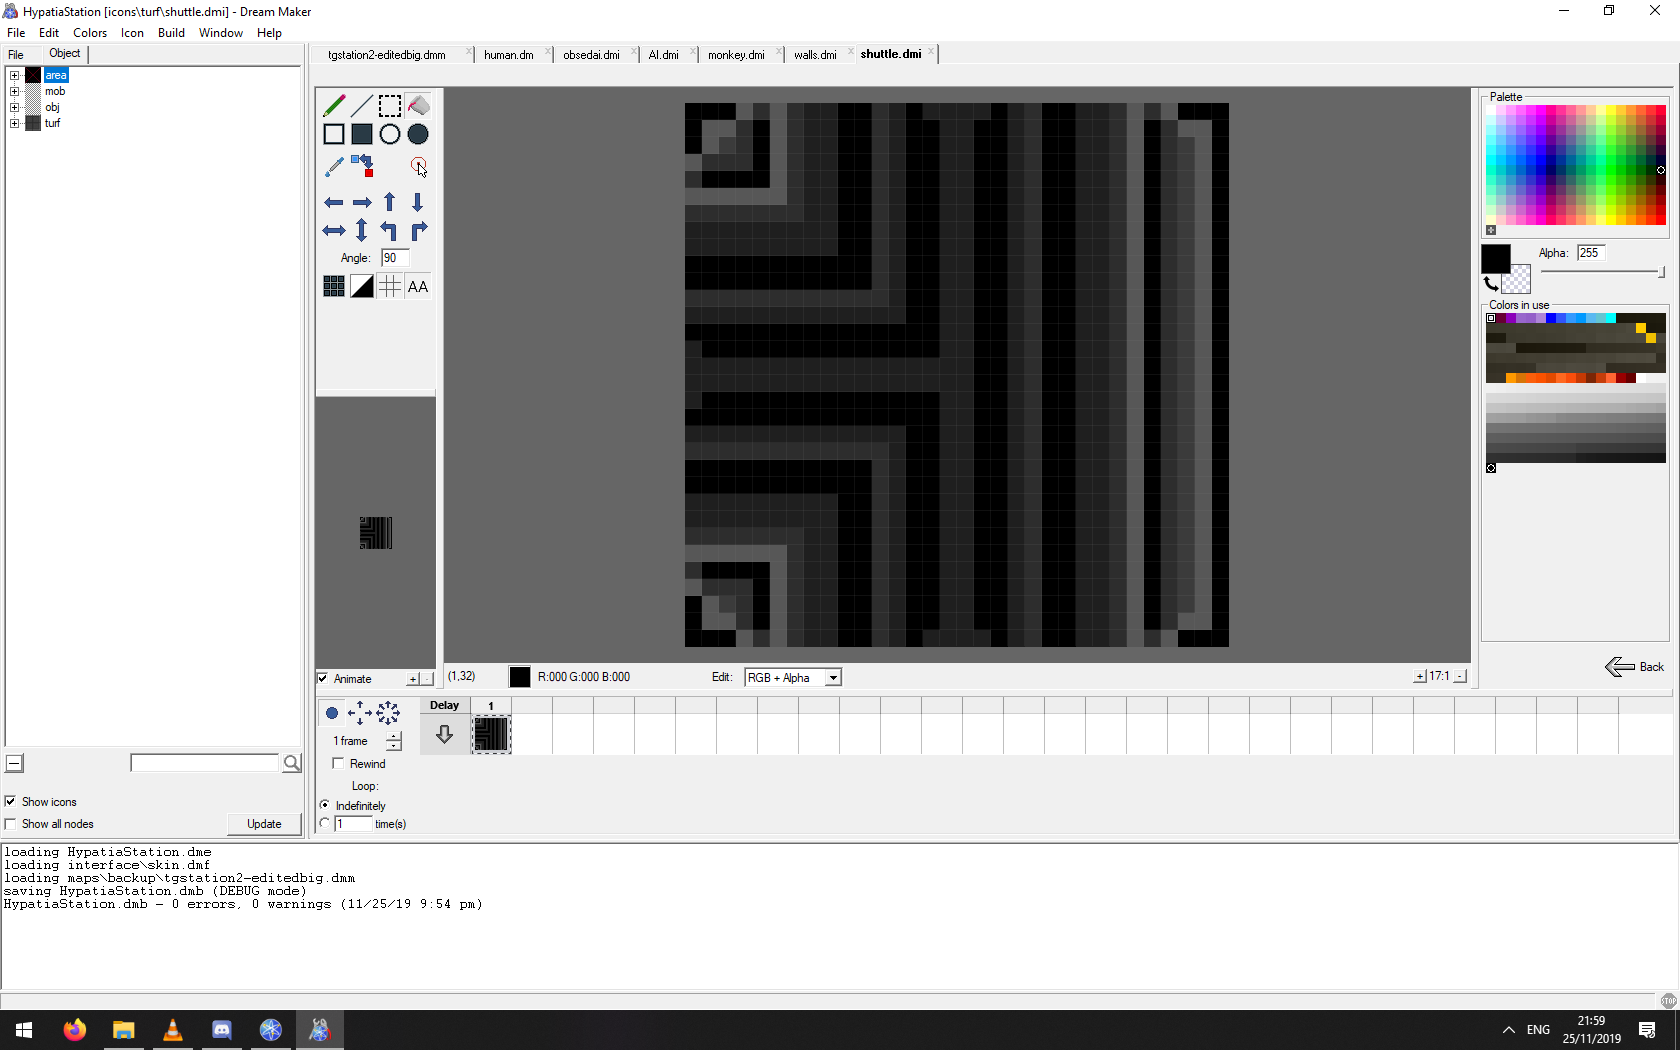 HypatiaStation [icons\turf\shuttle.dmi] - Dream Maker
File Edit Colors Icon Build Window Help
File Object
tgstation2-editedbig.dmm human.dm obsedai.dmi AI.dmi monkey.dmi walls.dmi shuttle.dmi
area
mob
obj
turf
Angle: 90
AA
Palette
Alpha: 255
Colors in use
Back
Animate + -
(1,32) R:000 G:000 B:000 Edit: RGB + Alpha + 17:1 -
Delay 1
1 frame
Rewind
Loop:
Indefinitely
1 time(s)
Show icons
Show all nodes
Update
loading HypatiaStation.dme
loading interface\skin.dmf
loading maps\backup\tgstation2-editedbig.dmm
saving HypatiaStation.dmb (DEBUG mode)
HypatiaStation.dmb - 0 errors, 0 warnings (11/25/19 9:54 pm)
STOP
ENG
21:59
25/11/2019